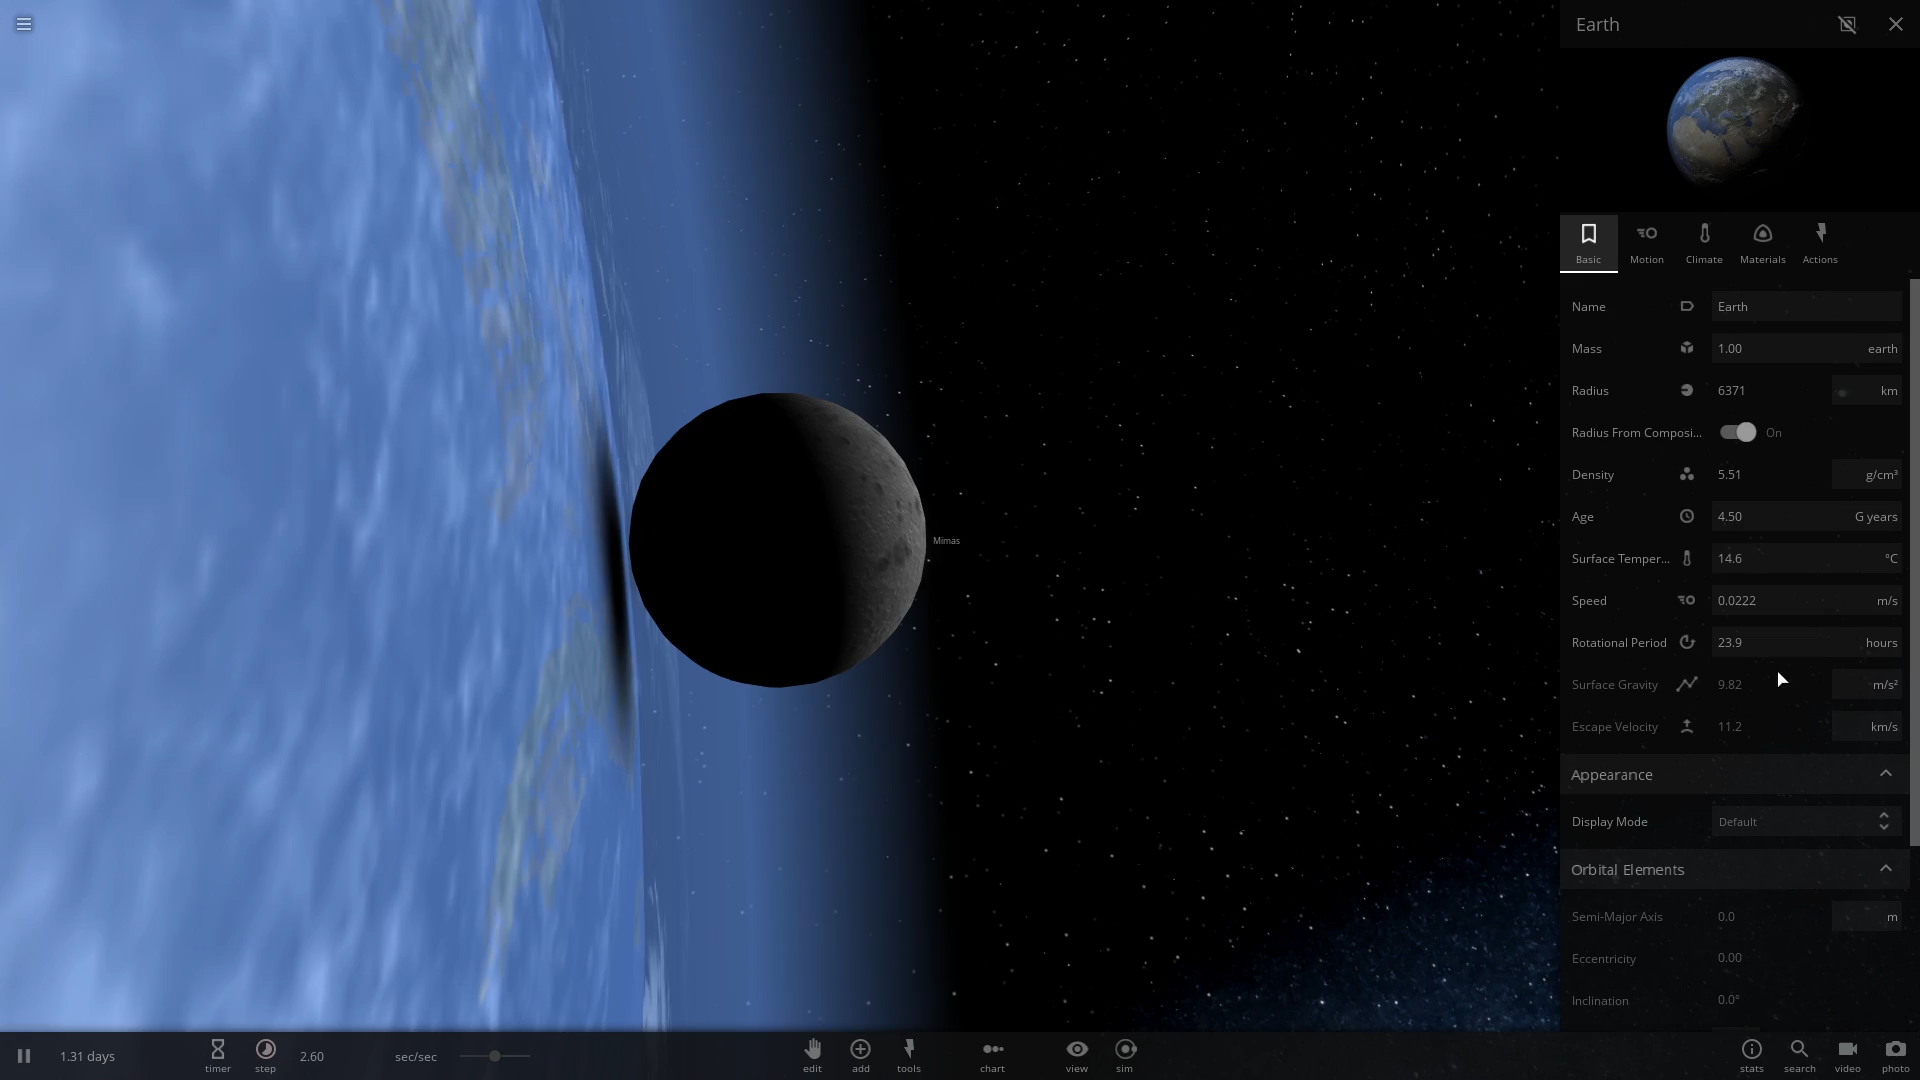 Earth
Basic
Motion
Climate
Materials
Actions
Name Earth
Mass 1.00 earth
Radius 6371 km
Radius From Composi... On
Density 5.51 g/cm³
Age 4.50 G years
Surface Temper... 14.6 °C
Speed 0.0222 m/s
Rotational Period 23.9 hours
Surface Gravity 9.82 m/s²
Escape Velocity 11.2 km/s
Appearance
Display Mode Default
Orbital Elements
Semi-Major Axis 0.0 m
Eccentricity 0.00
Inclination 0.0°
Mimas
1.31 days
timer
step
2.60 sec/sec
edit
add
tools
chart
view
sim
stats
search
video
photo